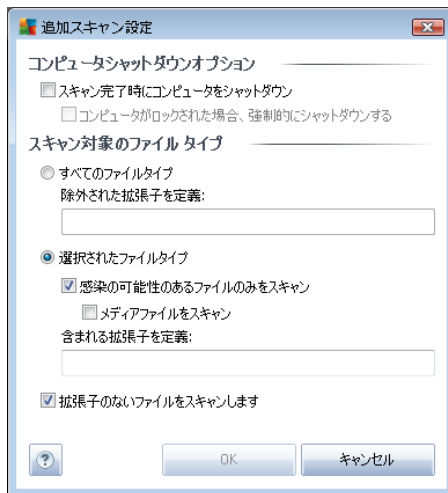 追加スキャン設定
コンピュータシャットダウンオプション
スキャン完了時にコンピュータをシャットダウン
コンピュータがロックされた場合、強制的にシャットダウンする
スキャン対象のファイル タイプ
すべてのファイルタイプ
除外された拡張子を定義:
選択されたファイルタイプ
感染の可能性のあるファイルのみをスキャン
メディアファイルをスキャン
含まれる拡張子を定義:
拡張子のないファイルをスキャンします
? OK キャンセル